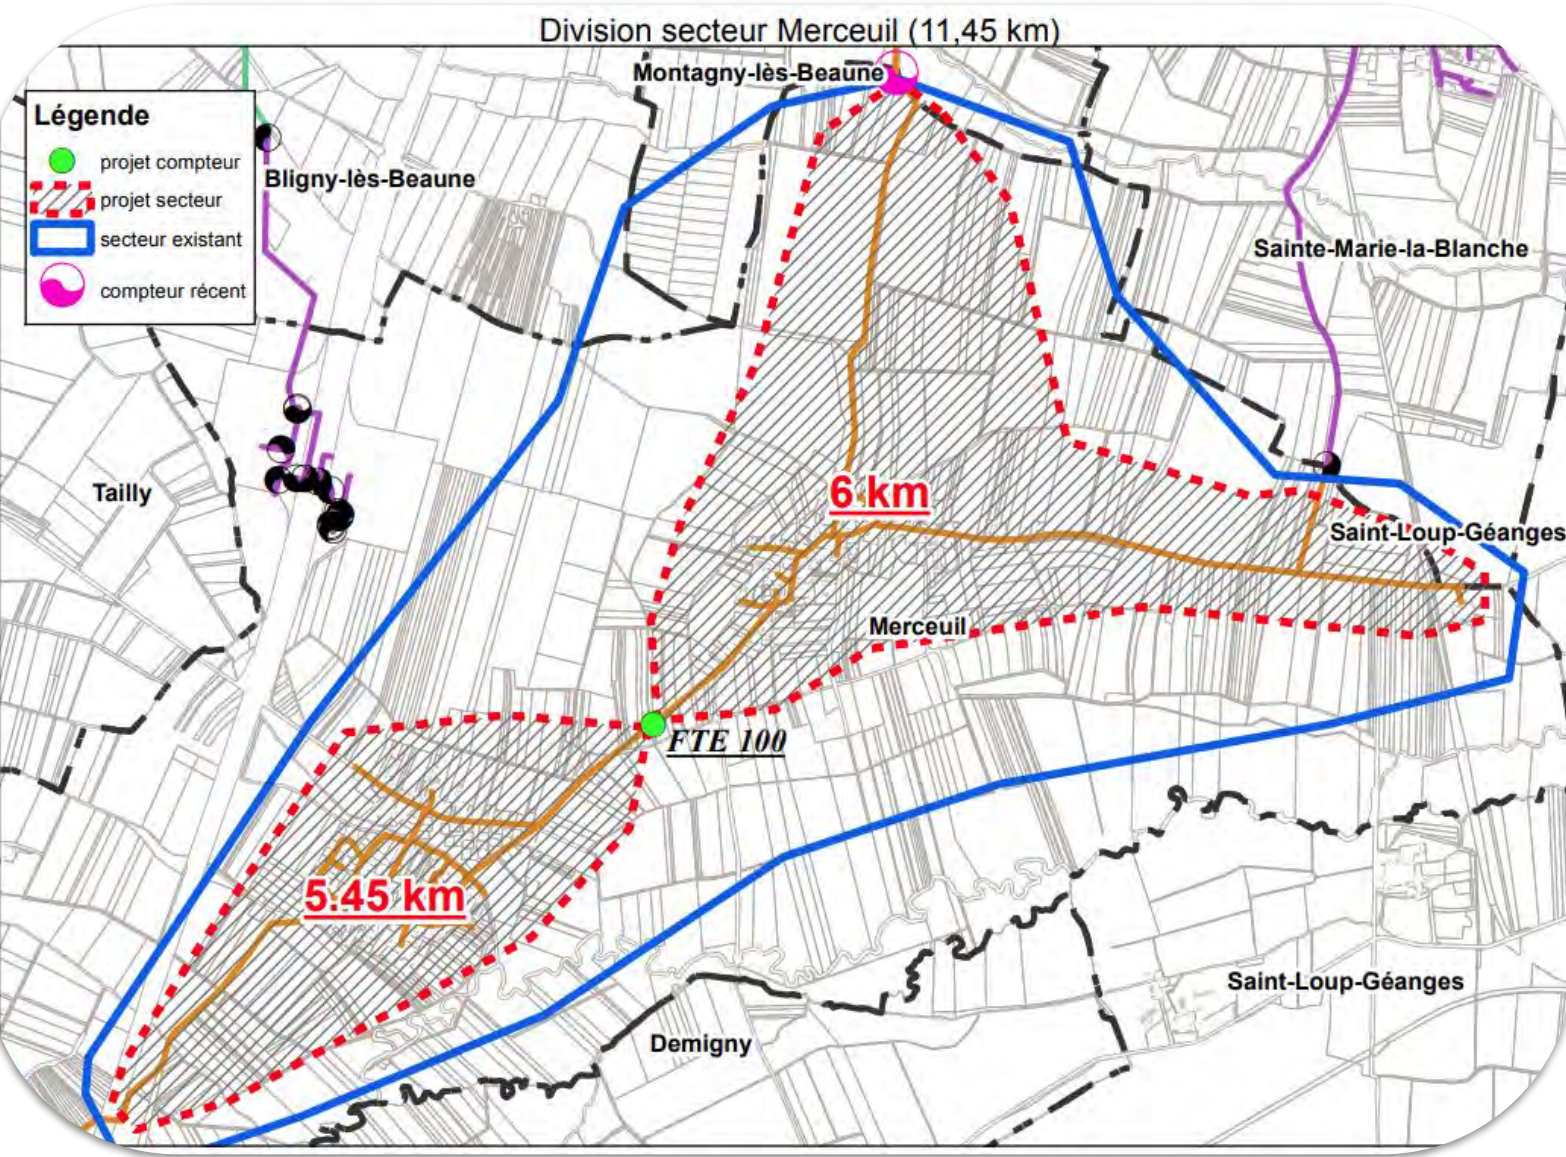 Division secteur Merceuil (11,45 km)
Montagny-lès-Beaune
Légende
projet compteur
projet secteur
secteur existant
compteur récent
Bligny-lès-Beaune
Sainte-Marie-la-Blanche
Tailly
6 km
Saint-Loup-Géanges
Merceuil
FTE 100
5.45 km
Saint-Loup-Géanges
Demigny